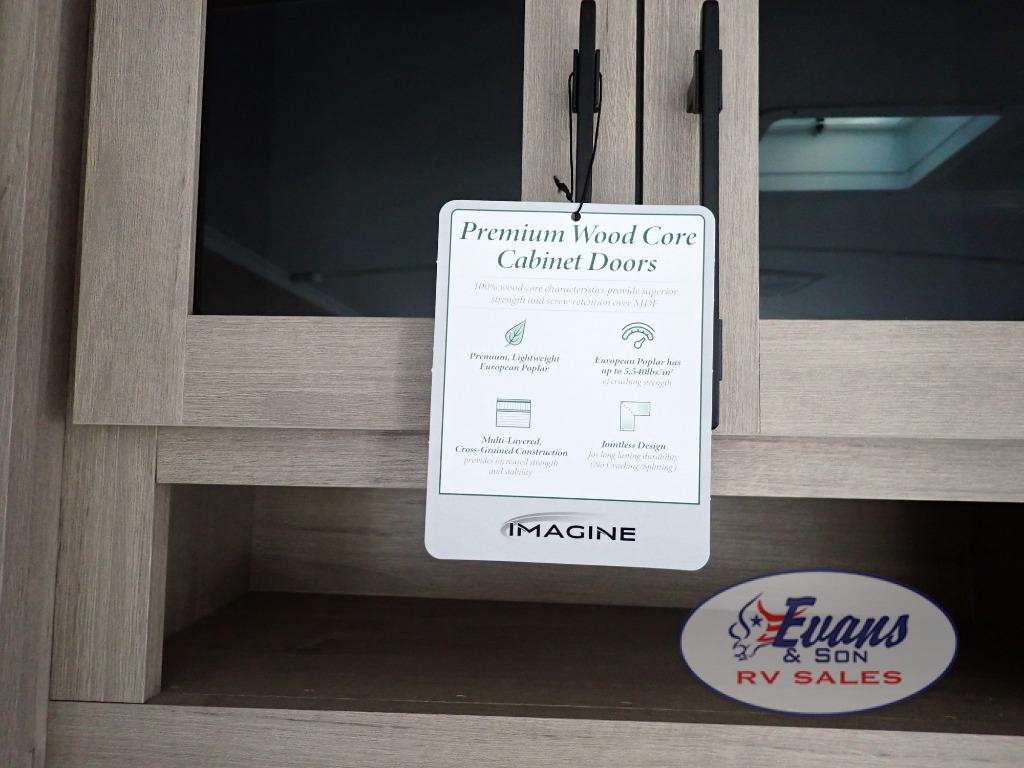 Premium Wood Core
Cabinet Doors
100% wood core characteristics provide superior
strength and screw retention over MDF
Premium, Lightweight
European Poplar
European Poplar has
up to 5,540lbs/in²
of crushing strength
Multi-Layered,
Cross-Grained Construction
provides increased strength
and stability
Jointless Design
for long lasting durability
(No Cracking/Splitting)
IMAGINE
Evans
& Son
RV SALES